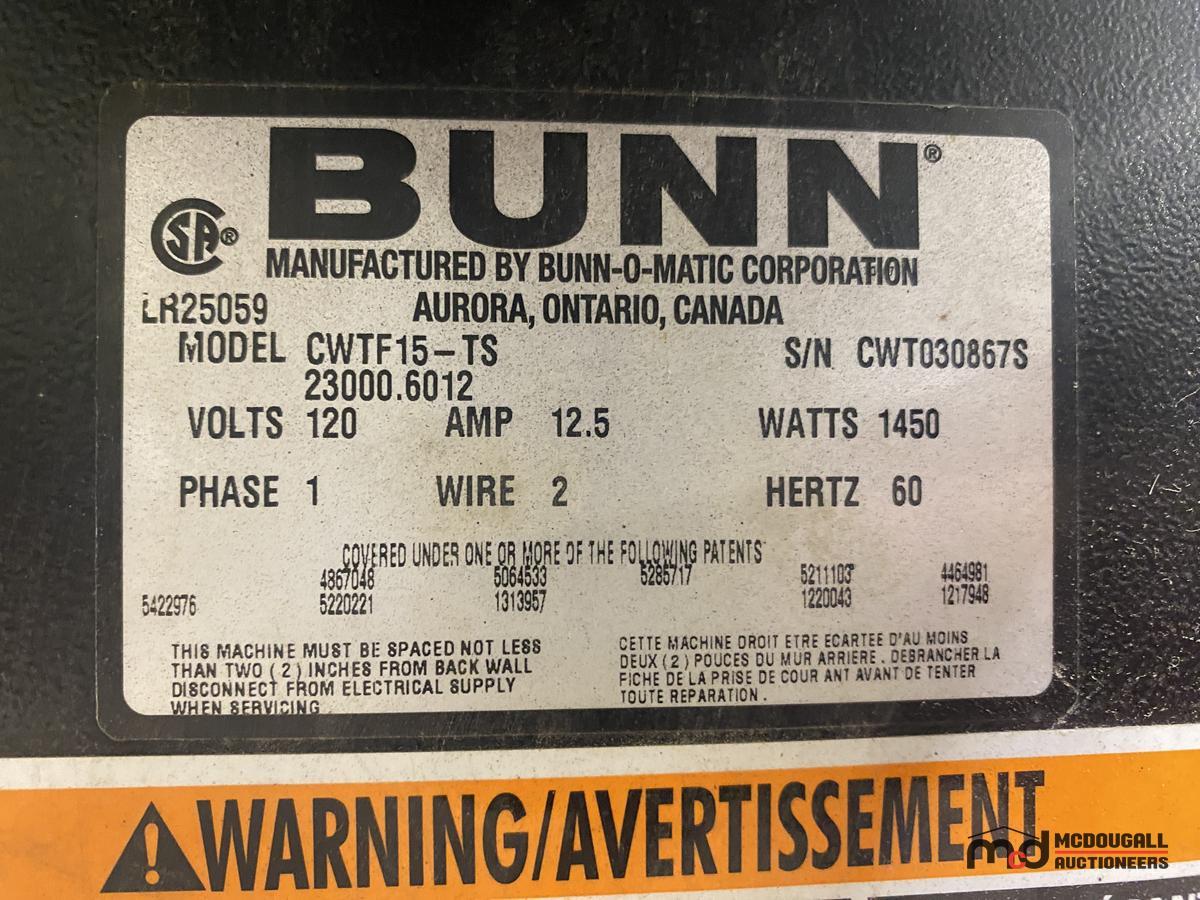 BUNN®
SA®
MANUFACTURED BY BUNN-O-MATIC CORPORATION
LR25059 AURORA, ONTARIO, CANADA
MODEL CWTF15-TS S/N CWT030867S
23000.6012
VOLTS 120 AMP 12.5 WATTS 1450
PHASE 1 WIRE 2 HERTZ 60
COVERED UNDER ONE OR MORE OF THE FOLLOWING PATENTS
4867048 5064533 5285717 5211103 4464981
5422976 5220221 1313957 1220043 1217948
THIS MACHINE MUST BE SPACED NOT LESS
THAN TWO (2) INCHES FROM BACK WALL
DISCONNECT FROM ELECTRICAL SUPPLY
WHEN SERVICING
CETTE MACHINE DROIT ETRE ECARTEE D'AU MOINS
DEUX (2) POUCES DU MUR ARRIERE. DEBRANCHER LA
FICHE DE LA PRISE DE COUR ANT AVANT DE TENTER
TOUTE REPARATION.
WARNING/AVERTISSEMENT
mcd MCDOUGALL
AUCTIONEERS